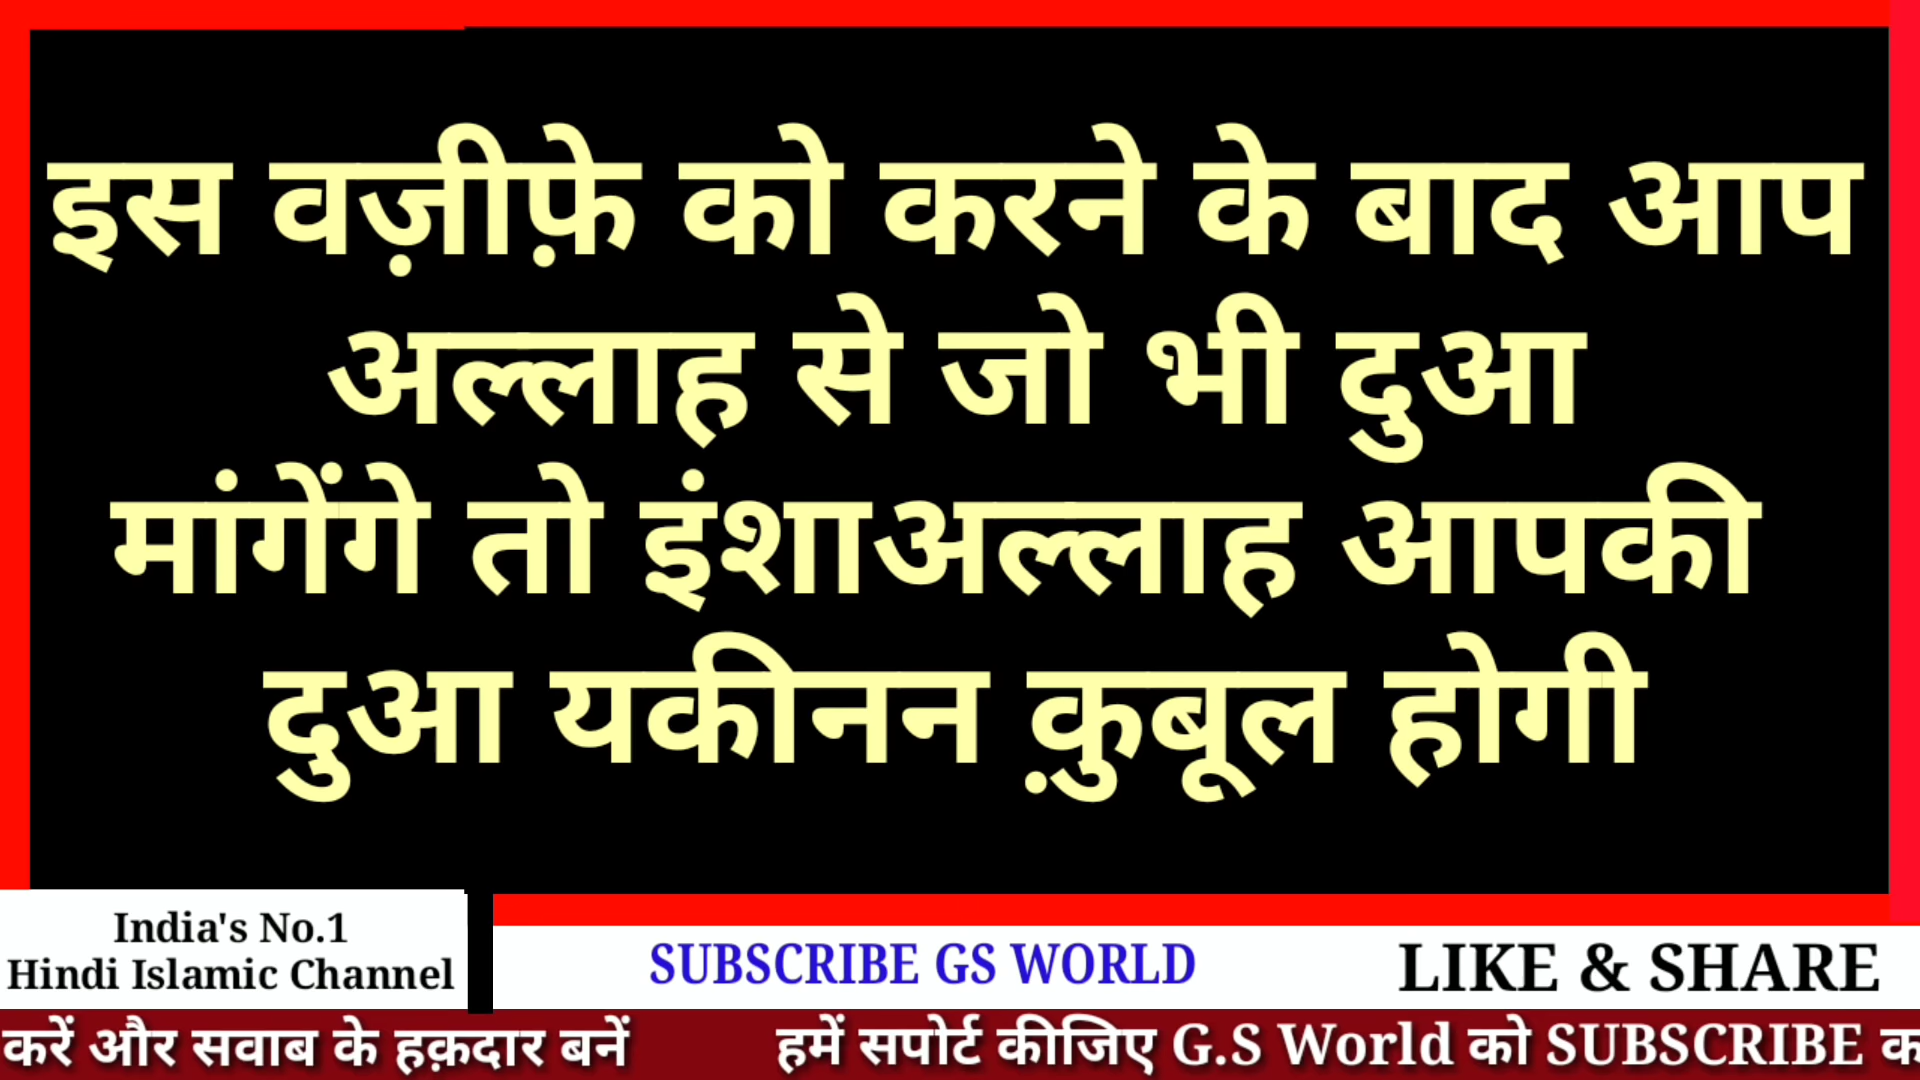 इस वज़ीफ़े को करने के बाद आप
अल्लाह से जो भी दुआ
मांगेंगे तो इंशाअल्लाह आपकी
दुआ यकीनन क़ुबूल होगी
India's No.1
Hindi Islamic Channel
SUBSCRIBE GS WORLD
LIKE & SHARE
करें और सवाब के हक़दार बनें हमें सपोर्ट कीजिए G.S World को SUBSCRIBE क